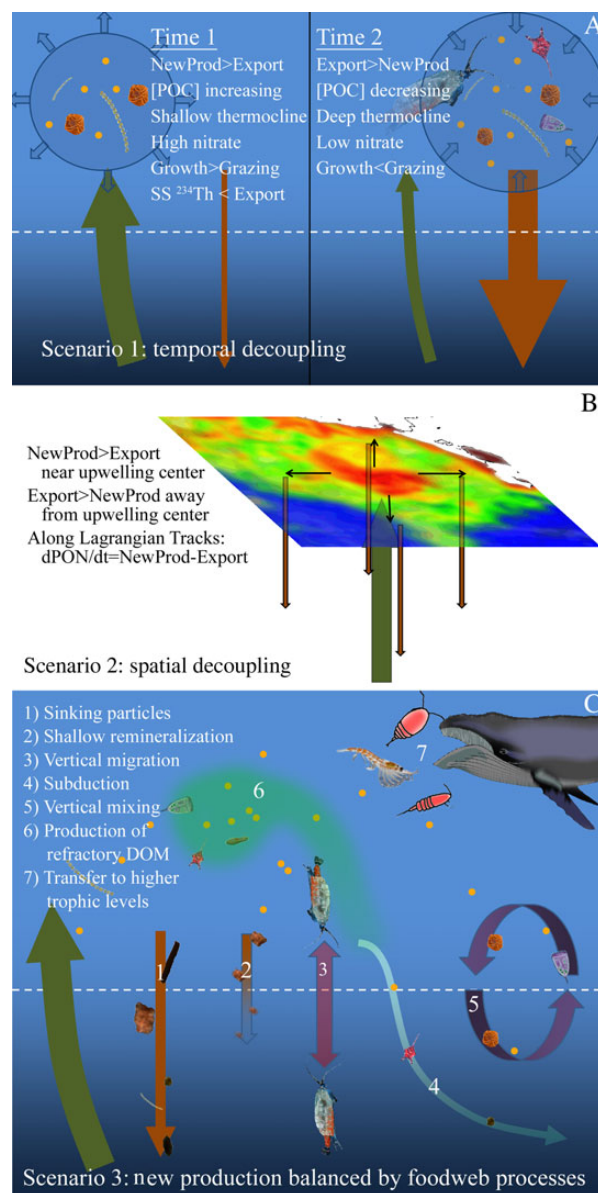 A
Time 1
NewProd>Export
[POC] increasing
Shallow thermocline
High nitrate
Growth>Grazing
SS ²³⁴Th < Export
Time 2
Export>NewProd
[POC] decreasing
Deep thermocline
Low nitrate
Growth<Grazing
Scenario 1: temporal decoupling
B
NewProd>Export
near upwelling center
Export>NewProd away
from upwelling center
Along Lagrangian Tracks:
dPON/dt=NewProd-Export
Scenario 2: spatial decoupling
C
1) Sinking particles
2) Shallow remineralization
3) Vertical migration
4) Subduction
5) Vertical mixing
6) Production of
refractory DOM
7) Transfer to higher
trophic levels
7
6
1
2
3
5
4
Scenario 3: new production balanced by foodweb processes